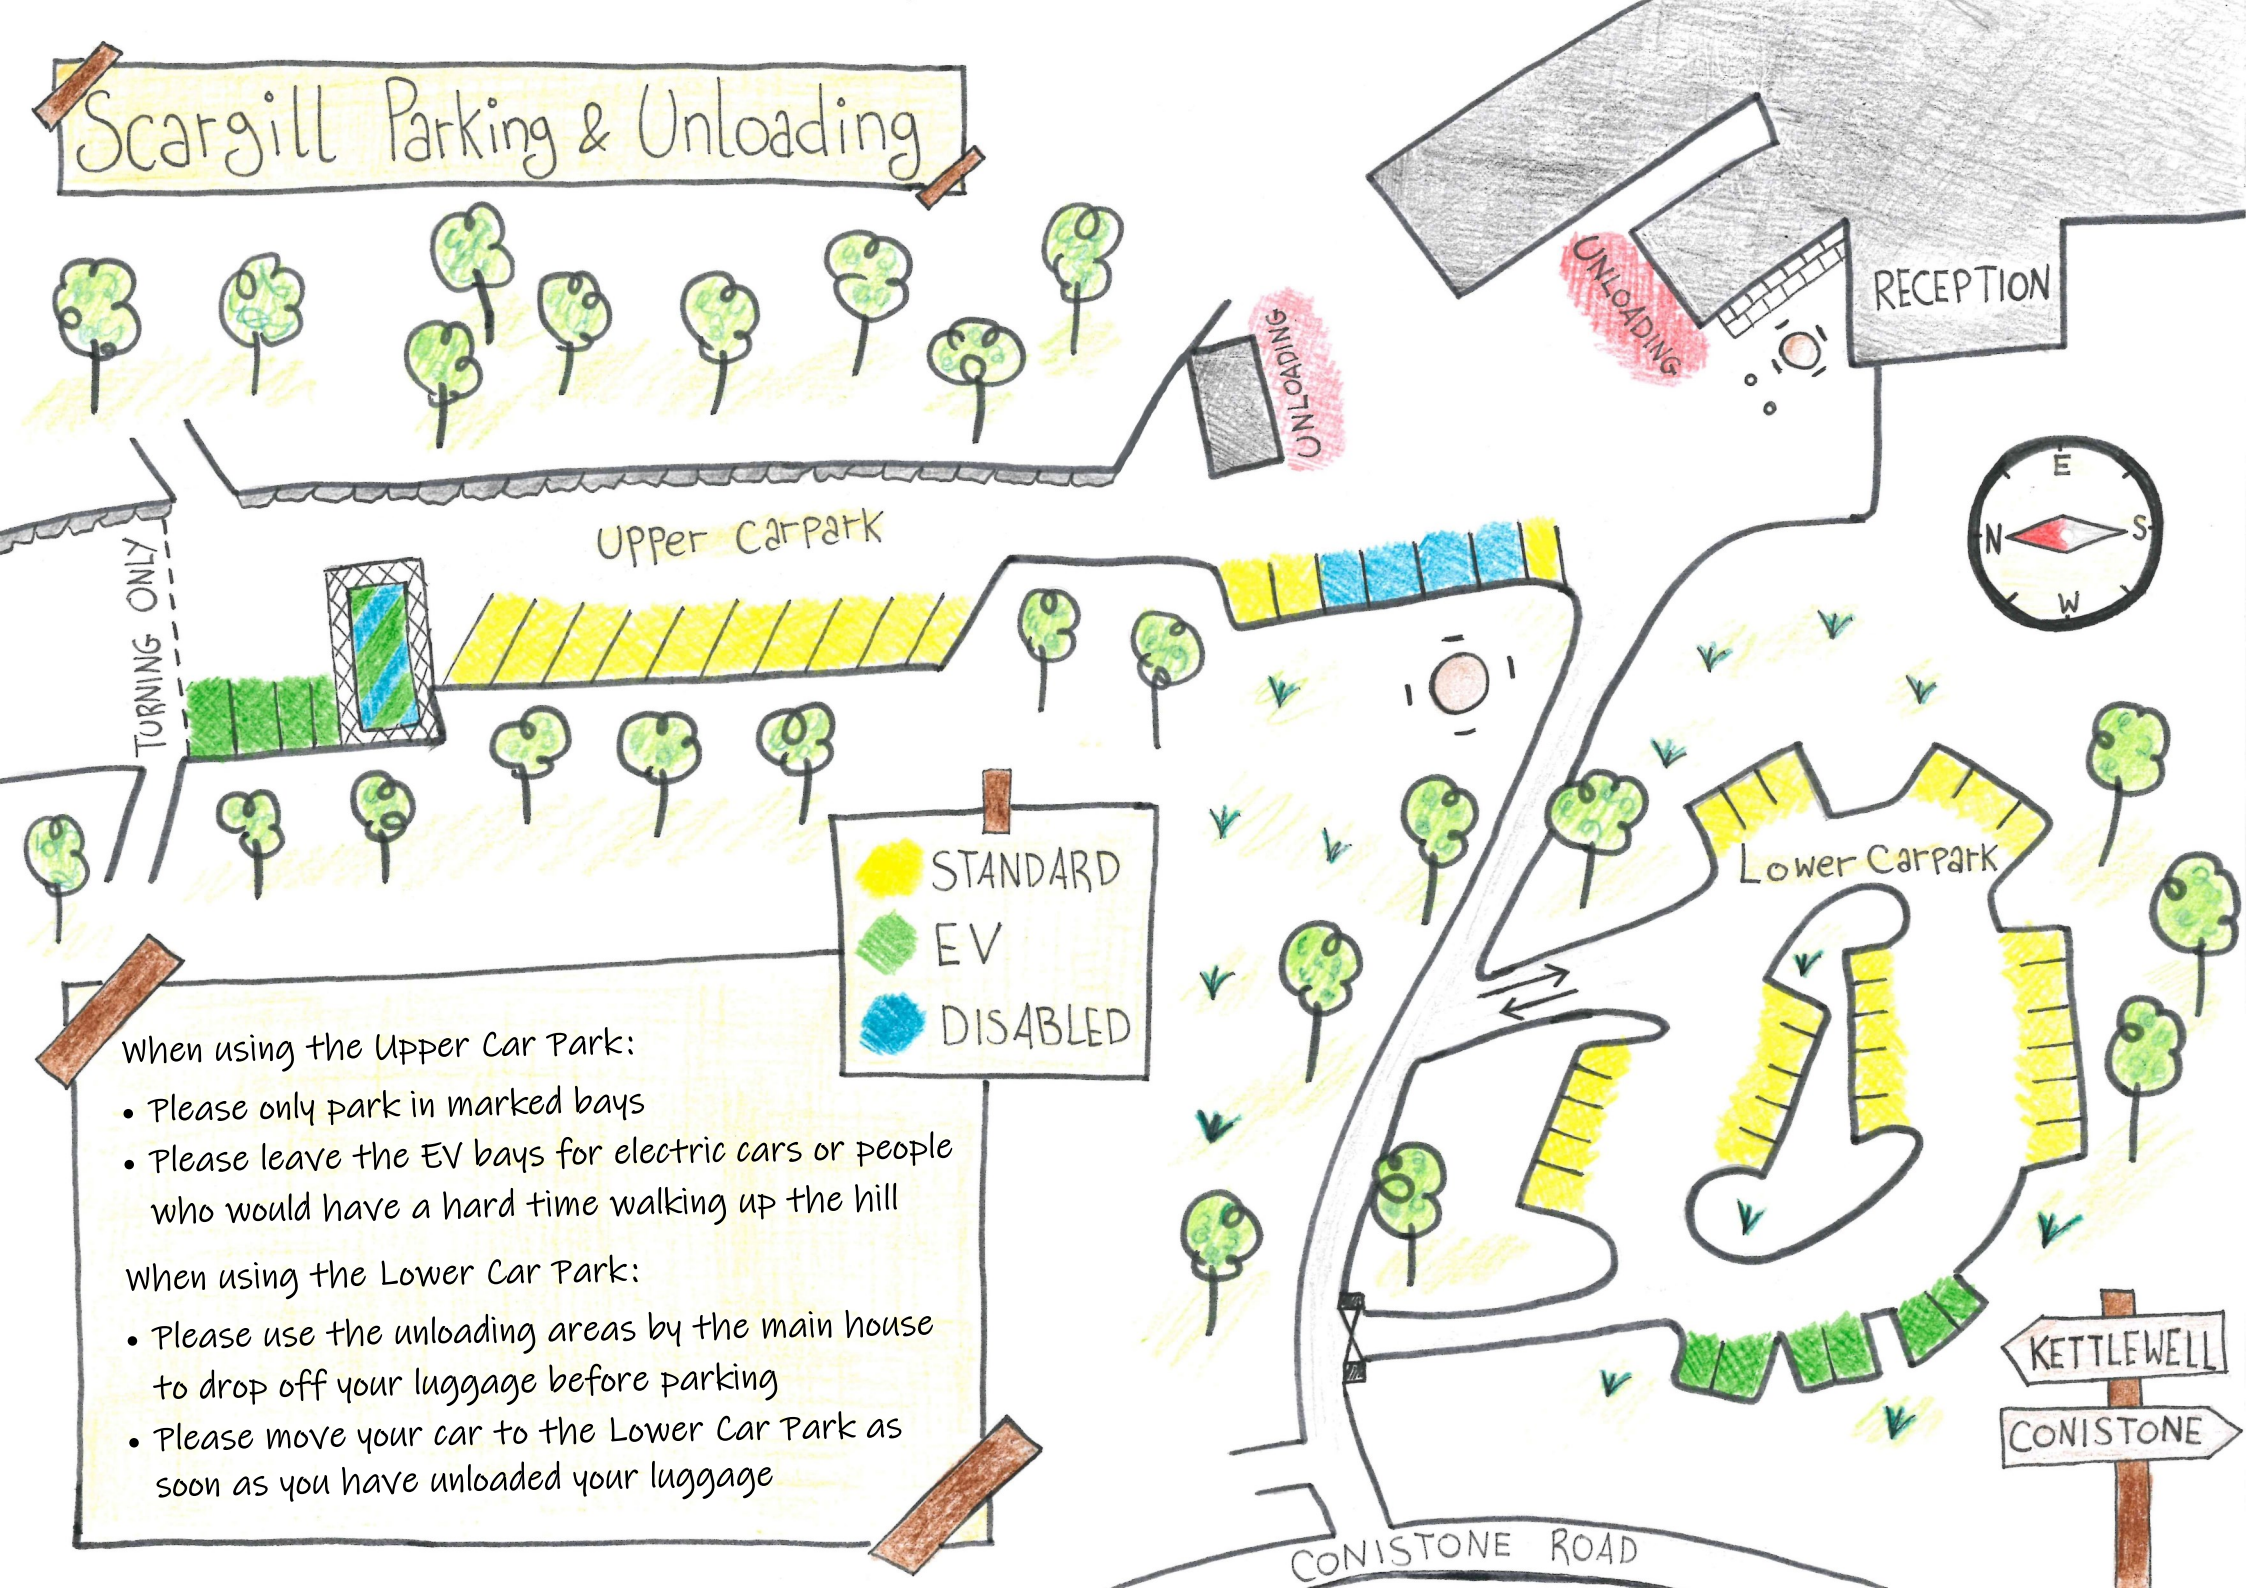 Scargill Parking & Unloading
UNLOADING
UNLOADING
RECEPTION
E
N
S
W
Upper Carpark
TURNING ONLY
Lower Carpark
STANDARD
EV
DISABLED
When using the Upper Car Park:
• Please only park in marked bays
• Please leave the EV bays for electric cars or people
who would have a hard time walking up the hill
When using the Lower Car Park:
• Please use the unloading areas by the main house
to drop off your luggage before parking
• Please move your car to the Lower Car Park as
soon as you have unloaded your luggage
KETTLEWELL
CONISTONE
CONISTONE ROAD